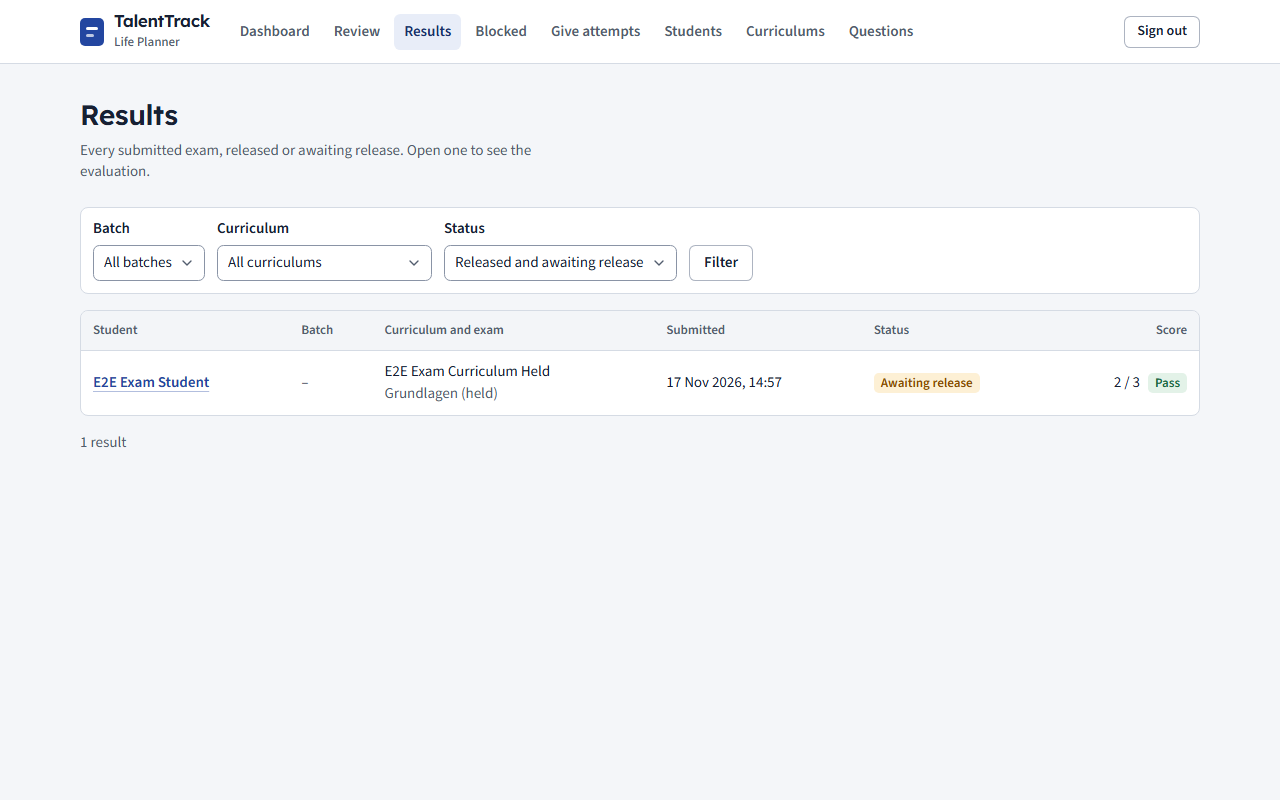 TalentTrack
Life Planner
Dashboard
Review
Results
Blocked
Give attempts
Students
Curriculums
Questions
Sign out
Results
Every submitted exam, released or awaiting release. Open one to see the
evaluation.
Batch
Curriculum
Status
All batches
All curriculums
Released and awaiting release
Filter
Student
Batch
Curriculum and exam
Submitted
Status
Score
E2E Exam Student
–
E2E Exam Curriculum Held
Grundlagen (held)
17 Nov 2026, 14:57
Awaiting release
2 / 3
Pass
1 result